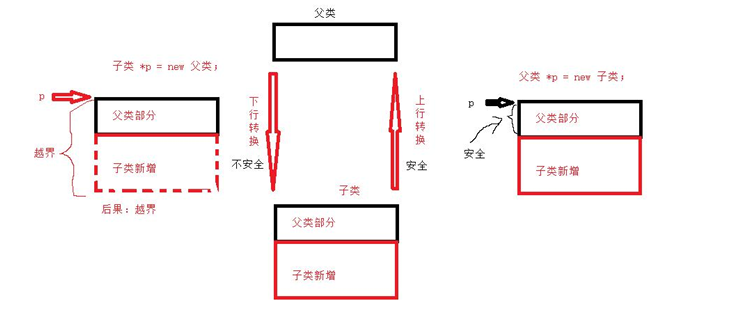 父类
子类 *p = new 父类;
p
父类部分
越界
子类新增
后果: 越界
下行转换
不安全
上行转换
安全
子类
父类部分
子类新增
父类 *p = new 子类;
p
父类部分
安全
子类新增